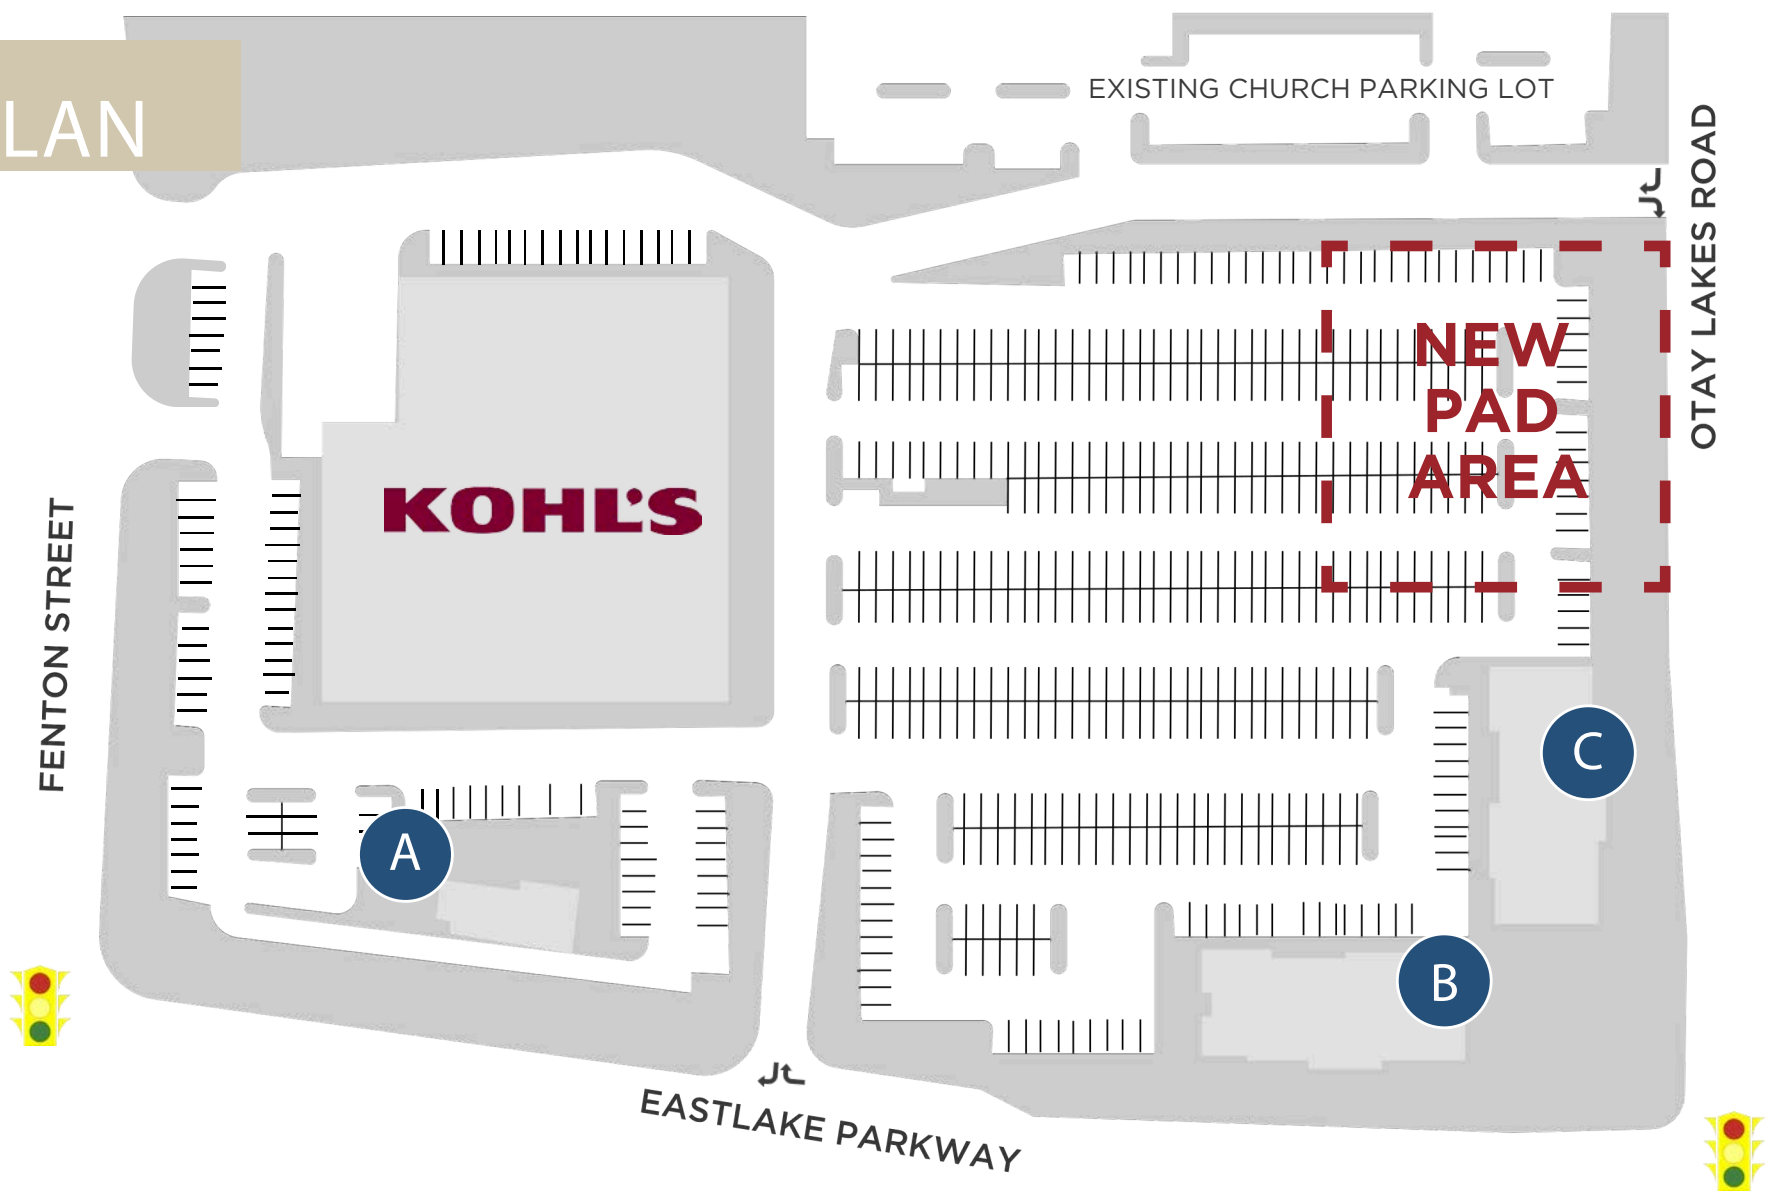 LAN
EXISTING CHURCH PARKING LOT
OTAY LAKES ROAD
NEW
PAD
AREA
KOHL'S
FENTON STREET
C
A
B
EASTLAKE PARKWAY